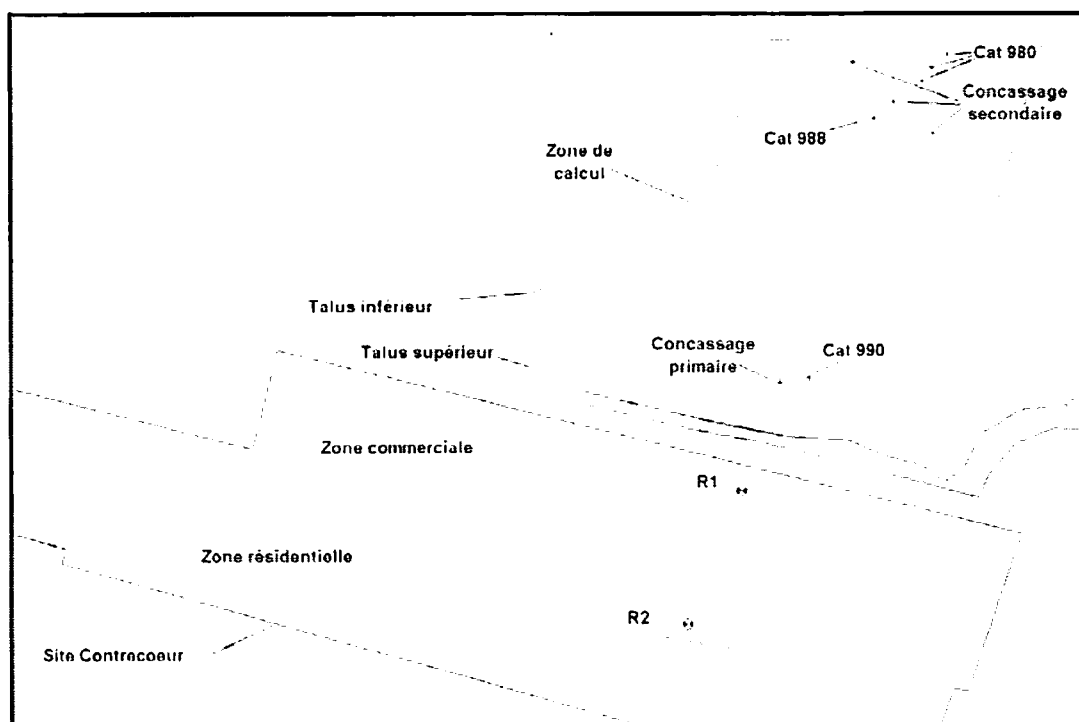 Cat 980
Concassage
secondaire
Cat 988
Zone de
calcul
Talus inférieur
Talus supérieur
Concassage
primaire
Cat 990
Zone commerciale
R1
Zone résidentielle
R2
Site Contrecoeur